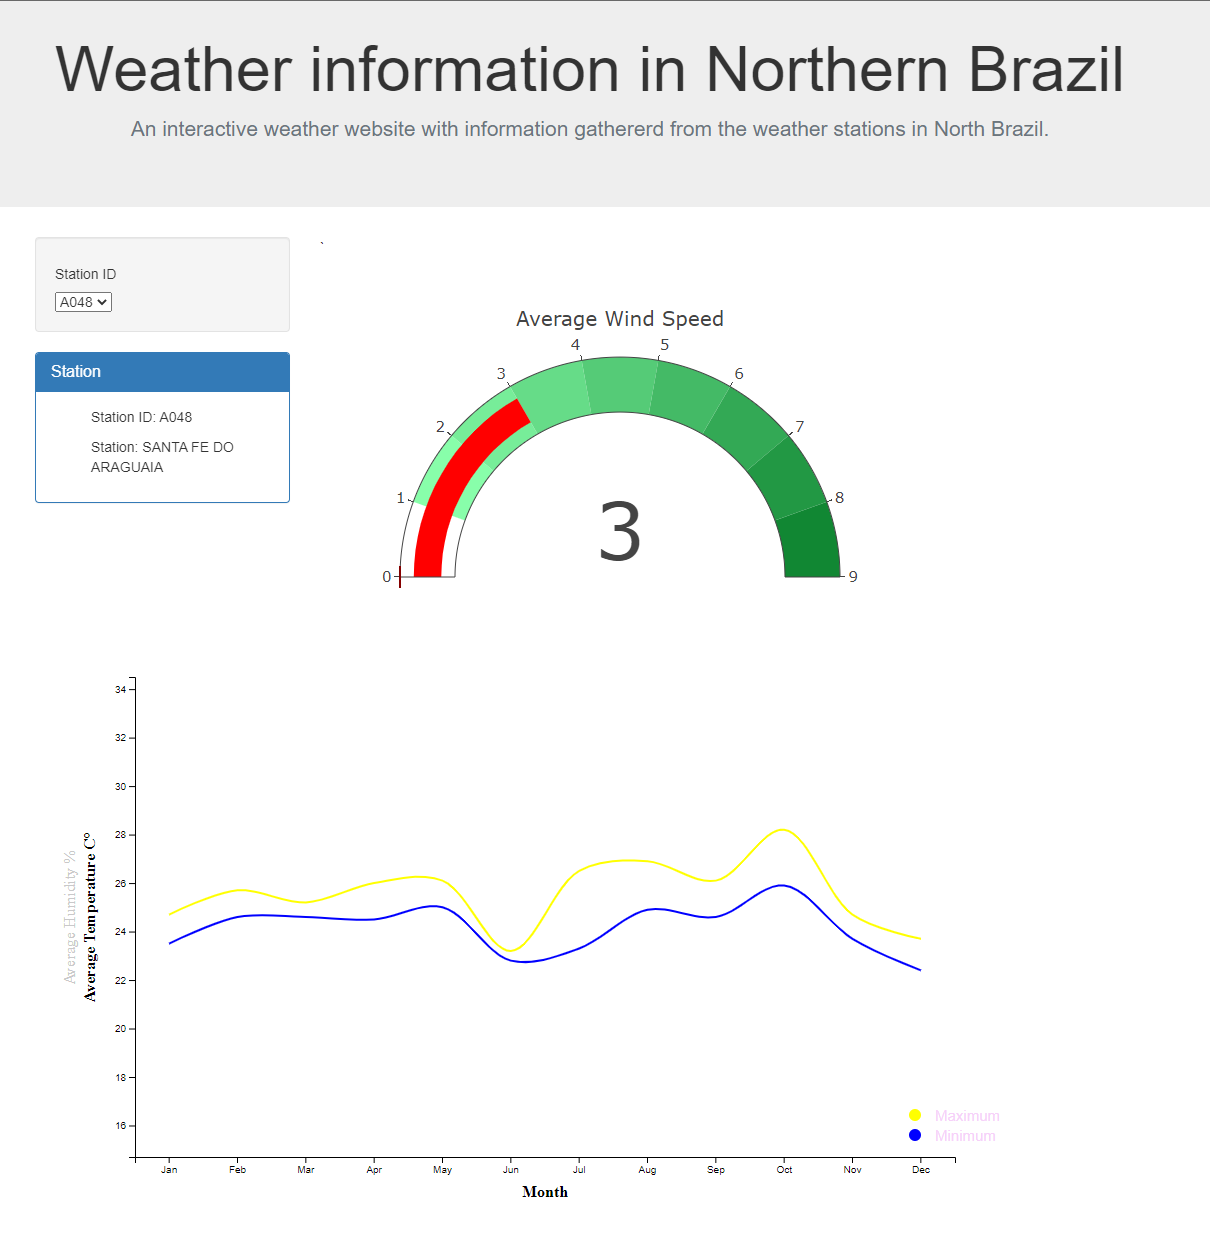 Weather information in Northern Brazil
An interactive weather website with information gathererd from the weather stations in North Brazil.
Station ID
A048
Station
Station ID: A048
Station: SANTA FE DO
ARAGUAIA
`
Average Wind Speed
0
1
2
3
4
5
6
7
8
9
3
34
32
30
28
26
24
22
20
18
16
Average Humidity %
Average Temperature Cº
Maximum
Minimum
Jan Feb Mar Apr May Jun Jul Aug Sep Oct Nov Dec
Month